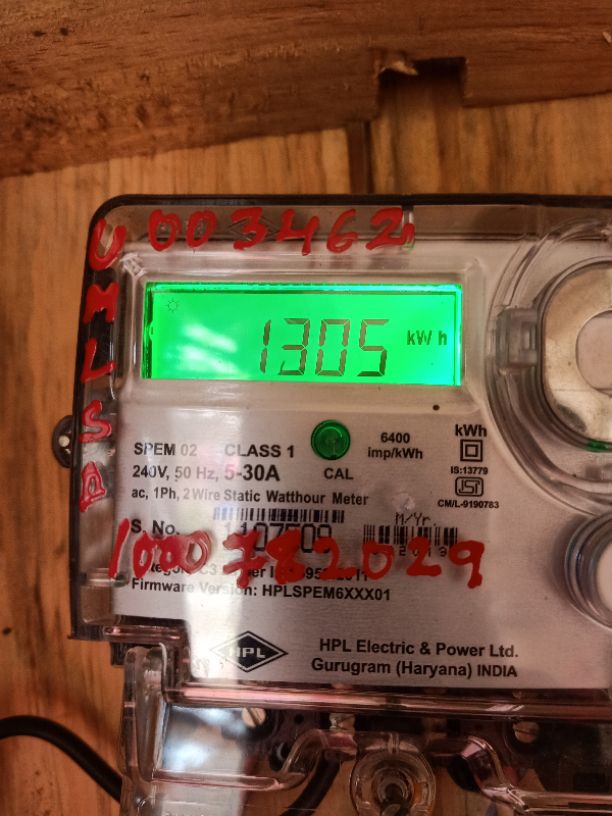 003462
UMLSD
1305 kWh
SPEM 02 CLASS 1
6400 imp/kWh
kWh
240V, 50 Hz, 5-30A
CAL
IS:13779
ac, 1Ph, 2 Wire Static Watthour Meter
CM/L-9190783
S. No.
M/Yr.
1000782029
Firmware Version: HPLSPEM6XXX01
HPL
HPL Electric & Power Ltd.
Gurugram (Haryana) INDIA